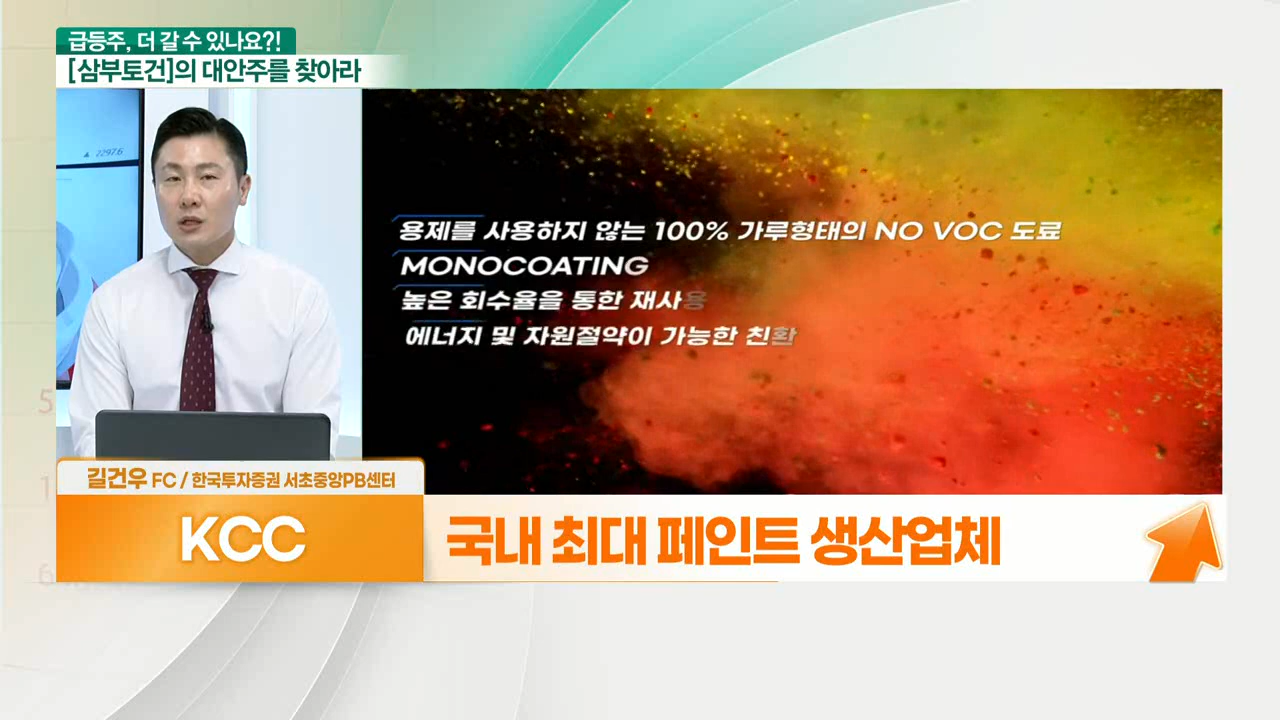 급등주, 더 갈 수 있나요?!
[삼부토건]의 대안주를 찾아라
▲ 2297.6
용제를 사용하지 않는 100% 가루형태의 NO VOC 도료
MONOCOATING
높은 회수율을 통한 재사용
에너지 및 자원절약이 가능한 친환
5
1
6
길건우 FC / 한국투자증권 서초중앙PB센터
KCC
국내 최대 페인트 생산업체